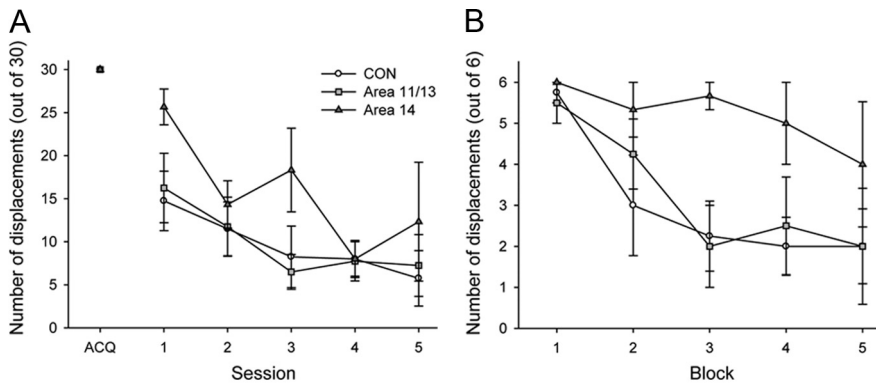 A
Number of displacements (out of 30)
30
25
20
15
10
5
0
CON
Area 11/13
Area 14
ACQ 1 2 3 4 5
Session
B
Number of displacements (out of 6)
6
5
4
3
2
1
0
1 2 3 4 5
Block